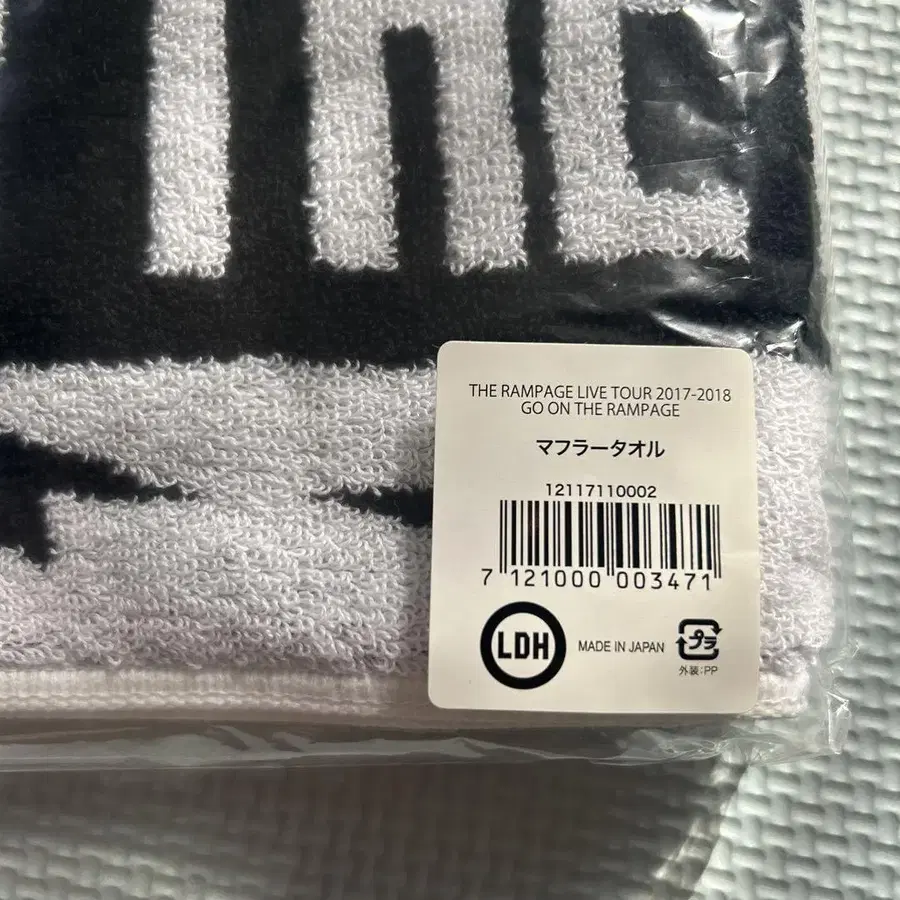 THE
THE RAMPAGE LIVE TOUR 2017-2018
GO ON THE RAMPAGE
マフラータオル
12117110002
7 121000 003471
LDH
MADE IN JAPAN
プラ
外装:PP